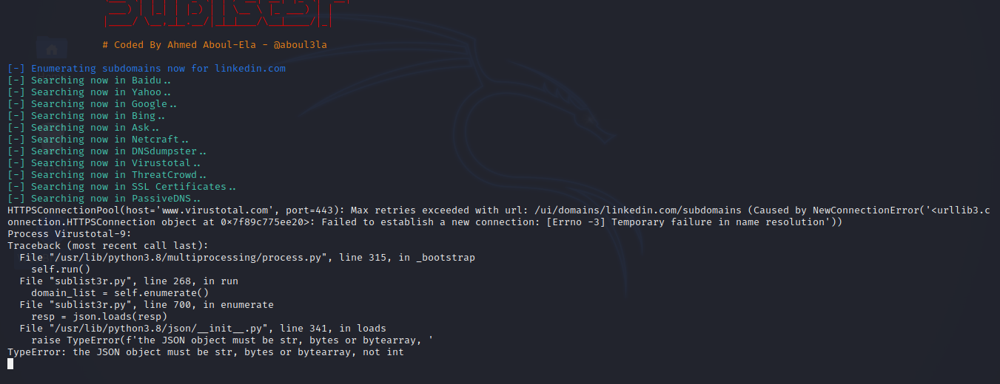 # Coded By Ahmed Aboul-Ela - @aboul3la
[-] Enumerating subdomains now for linkedin.com
[-] Searching now in Baidu..
[-] Searching now in Yahoo..
[-] Searching now in Google..
[-] Searching now in Bing..
[-] Searching now in Ask..
[-] Searching now in Netcraft..
[-] Searching now in DNSdumpster..
[-] Searching now in Virustotal..
[-] Searching now in ThreatCrowd..
[-] Searching now in SSL Certificates..
[-] Searching now in PassiveDNS..
HTTPSConnectionPool(host='www.virustotal.com', port=443): Max retries exceeded with url: /ui/domains/linkedin.com/subdomains (Caused by NewConnectionError('<urllib3.c
onnection.HTTPSConnection object at 0x7f89c775ee20>: Failed to establish a new connection: [Errno -3] Temporary failure in name resolution'))
Process Virustotal-9:
Traceback (most recent call last):
  File "/usr/lib/python3.8/multiprocessing/process.py", line 315, in _bootstrap
    self.run()
  File "sublist3r.py", line 268, in run
    domain_list = self.enumerate()
  File "sublist3r.py", line 700, in enumerate
    resp = json.loads(resp)
  File "/usr/lib/python3.8/json/__init__.py", line 341, in loads
    raise TypeError(f'the JSON object must be str, bytes or bytearray, '
TypeError: the JSON object must be str, bytes or bytearray, not int